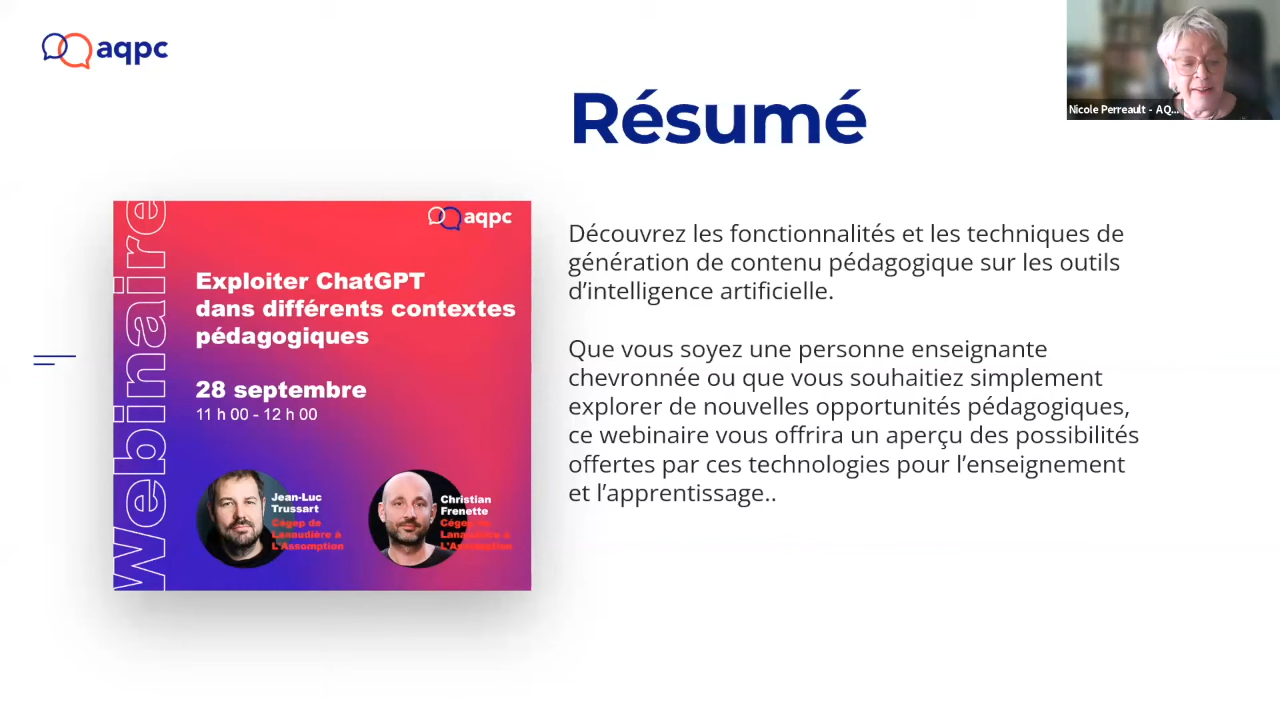 aqpc
Résumé
Nicole Perreault - AQ...
Webinaire
aqpc
Exploiter ChatGPT
dans différents contextes
pédagogiques
28 septembre
11 h 00 - 12 h 00
Jean-Luc
Trussart
Cégep de
Lanaudière à
L'Assomption
Christian
Frenette
Cégep de
Lanaudière à
L'Assomption
Découvrez les fonctionnalités et les techniques de
génération de contenu pédagogique sur les outils
d’intelligence artificielle.
Que vous soyez une personne enseignante
chevronnée ou que vous souhaitiez simplement
explorer de nouvelles opportunités pédagogiques,
ce webinaire vous offrira un aperçu des possibilités
offertes par ces technologies pour l’enseignement
et l’apprentissage..